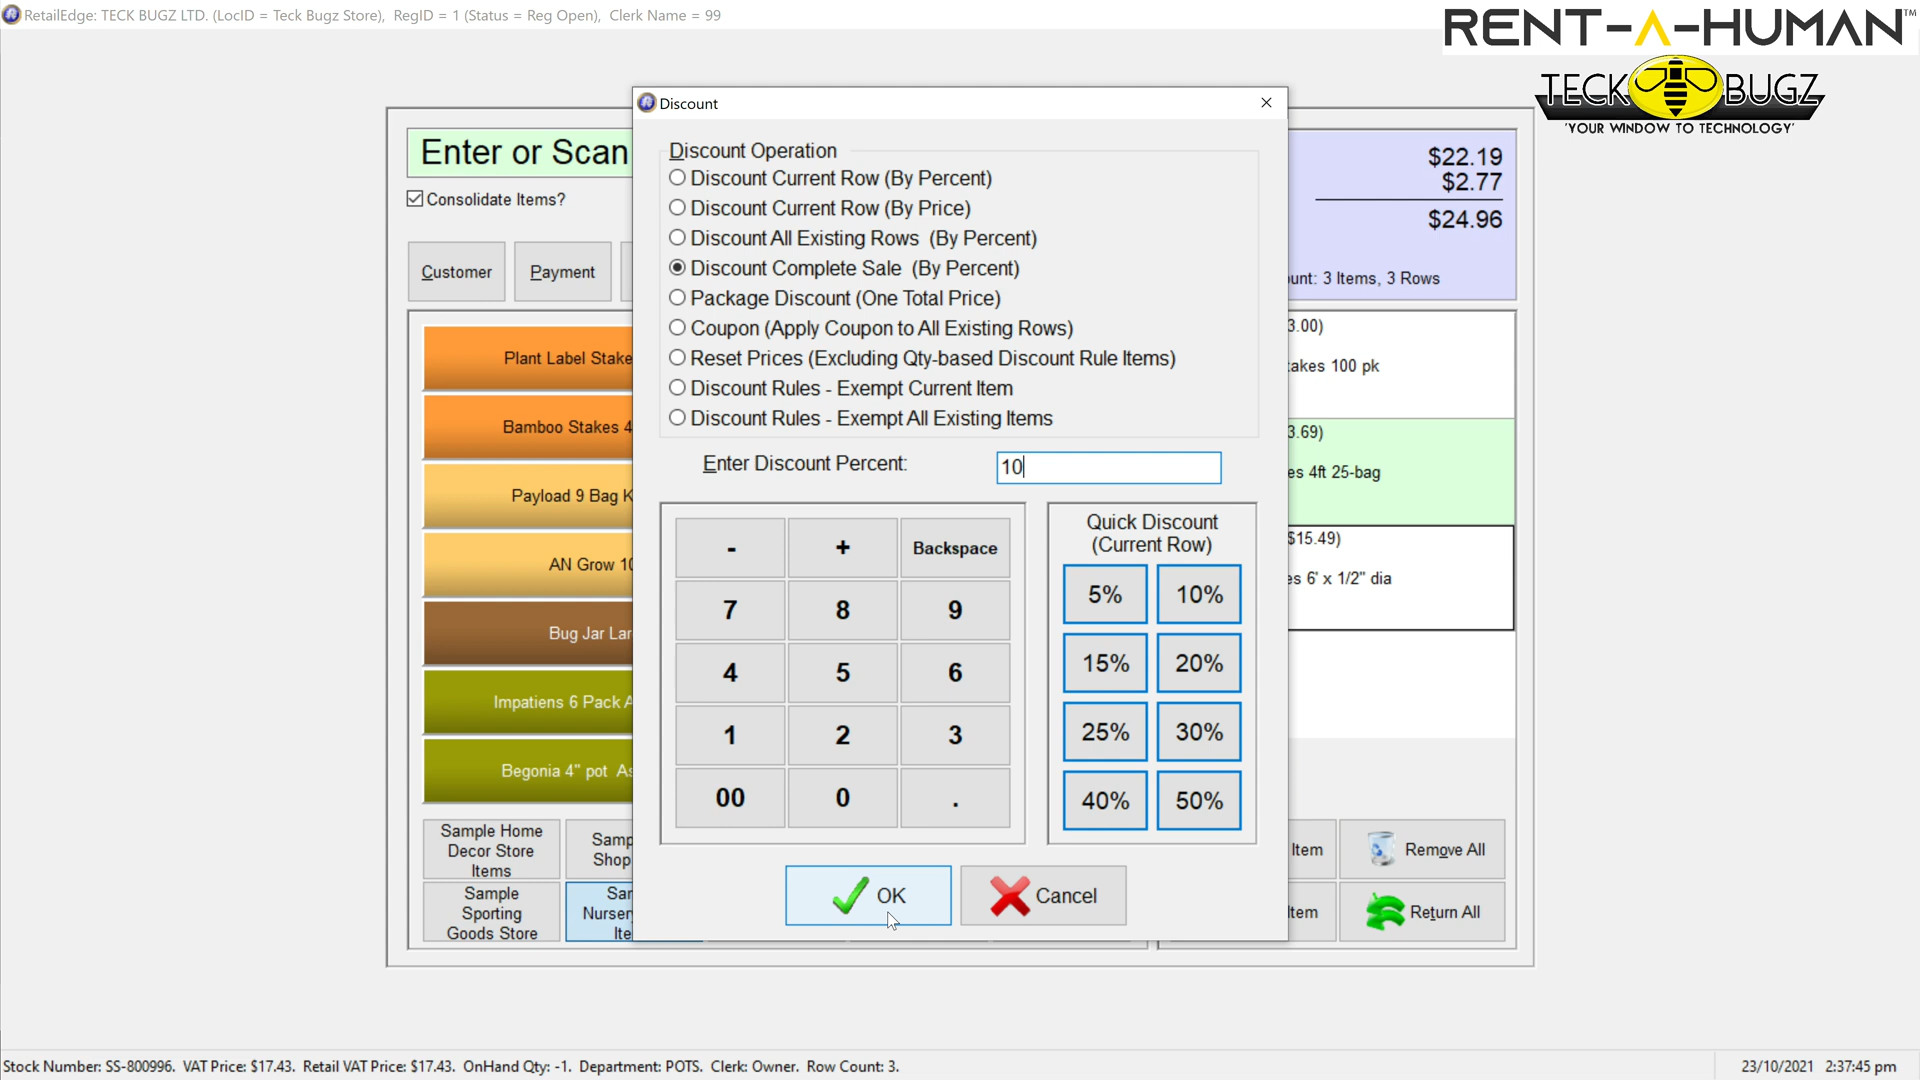 RetailEdge: TECK BUGZ LTD. (LocID = Teck Bugz Store), RegID = 1 (Status = Reg Open), Clerk Name = 99
RENT-A-HUMAN™
TECK BUGZ
'YOUR WINDOW TO TECHNOLOGY'
Discount
Enter or Scan
Consolidate Items?
Customer
Payment
$22.19
$2.77
$24.96
unt: 3 Items, 3 Rows
Discount Operation
Discount Current Row (By Percent)
Discount Current Row (By Price)
Discount All Existing Rows (By Percent)
Discount Complete Sale (By Percent)
Package Discount (One Total Price)
Coupon (Apply Coupon to All Existing Rows)
Reset Prices (Excluding Qty-based Discount Rule Items)
Discount Rules - Exempt Current Item
Discount Rules - Exempt All Existing Items
Enter Discount Percent:
10
- + Backspace
7 8 9
4 5 6
1 2 3
00 0 .
Quick Discount
(Current Row)
5% 10%
15% 20%
25% 30%
40% 50%
OK
Cancel
Plant Label Stake
Bamboo Stakes 4
Payload 9 Bag K
AN Grow 10
Bug Jar Lar
Impatiens 6 Pack A
Begonia 4" pot As
3.00)
akes 100 pk
3.69)
es 4ft 25-bag
$15.49)
es 6' x 1/2" dia
Sample Home
Decor Store
Items
Samp
Shop
Sample
Sporting
Goods Store
Sar
Nurser
Ite
Item
Remove All
Item
Return All
Stock Number: SS-800996. VAT Price: $17.43. Retail VAT Price: $17.43. OnHand Qty: -1. Department: POTS. Clerk: Owner. Row Count: 3.
23/10/2021 2:37:45 pm